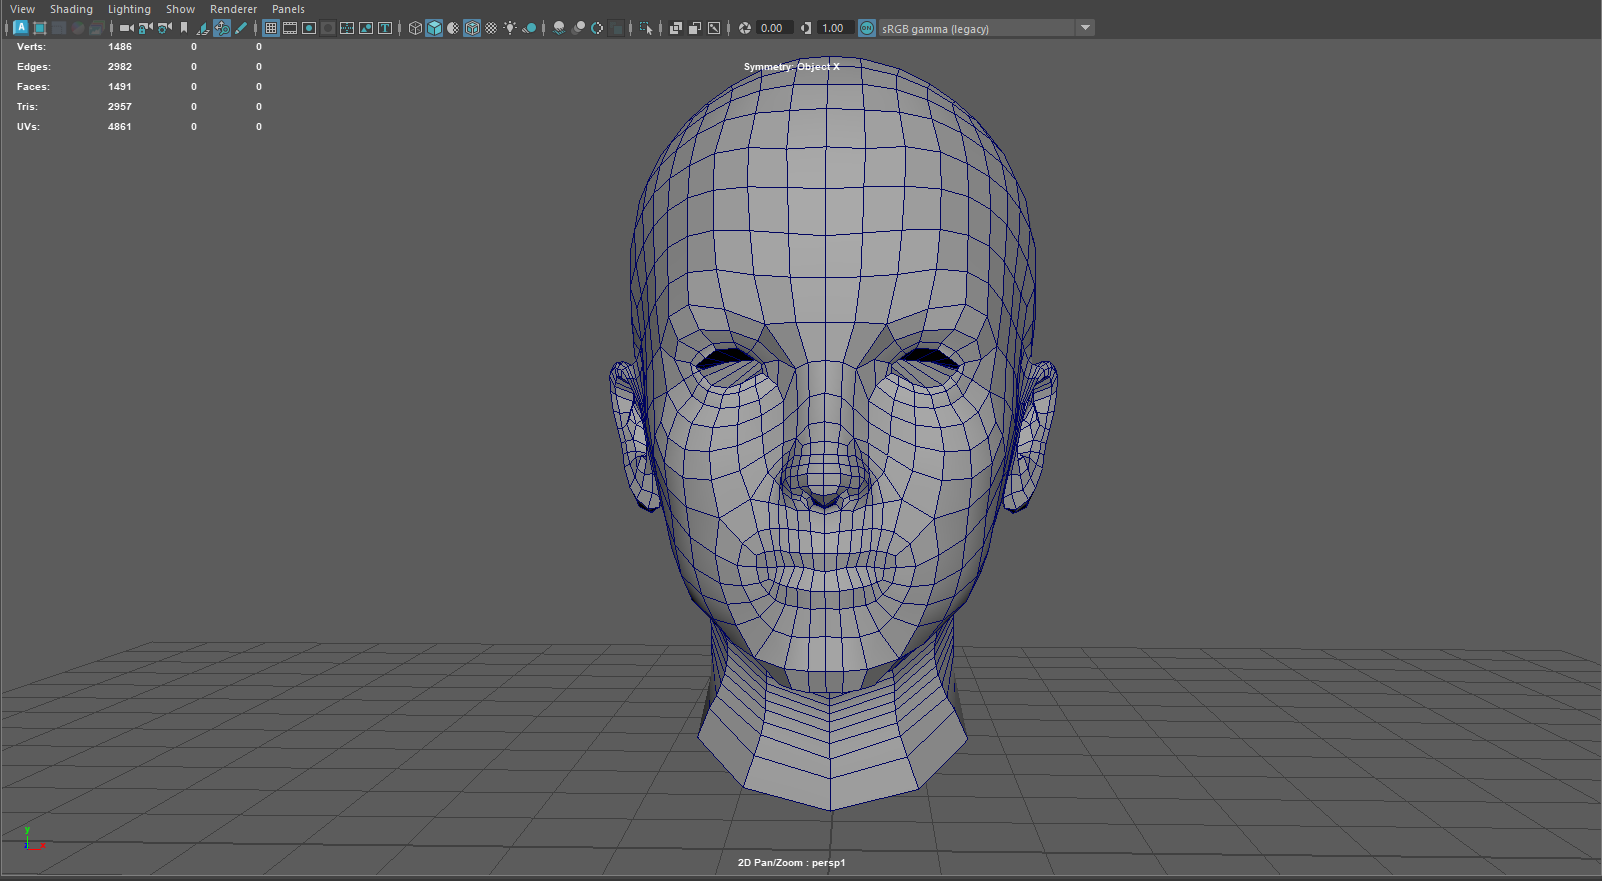 View Shading Lighting Show Renderer Panels
A T 0.00 1.00 ON sRGB gamma (legacy)
Verts: 1486 0 0
Symmetry: Object X
Edges: 2982 0 0
Faces: 1491 0 0
Tris: 2957 0 0
UVs: 4861 0 0
y
z x
2D Pan/Zoom : persp1